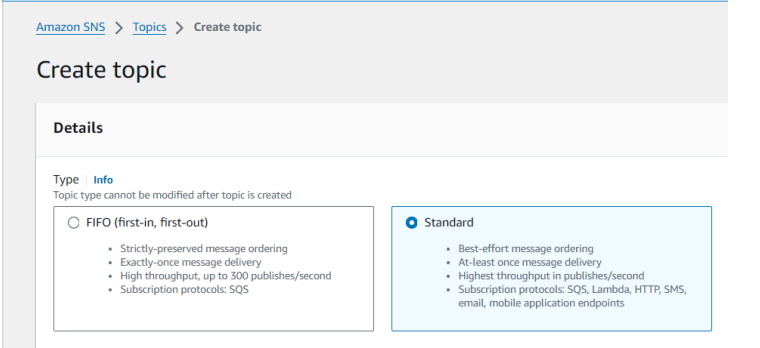 Amazon SNS > Topics > Create topic
Create topic
Details
Type Info
Topic type cannot be modified after topic is created
FIFO (first-in, first-out)
• Strictly-preserved message ordering
• Exactly-once message delivery
• High throughput, up to 300 publishes/second
• Subscription protocols: SQS
Standard
• Best-effort message ordering
• At-least once message delivery
• Highest throughput in publishes/second
• Subscription protocols: SQS, Lambda, HTTP, SMS,
email, mobile application endpoints